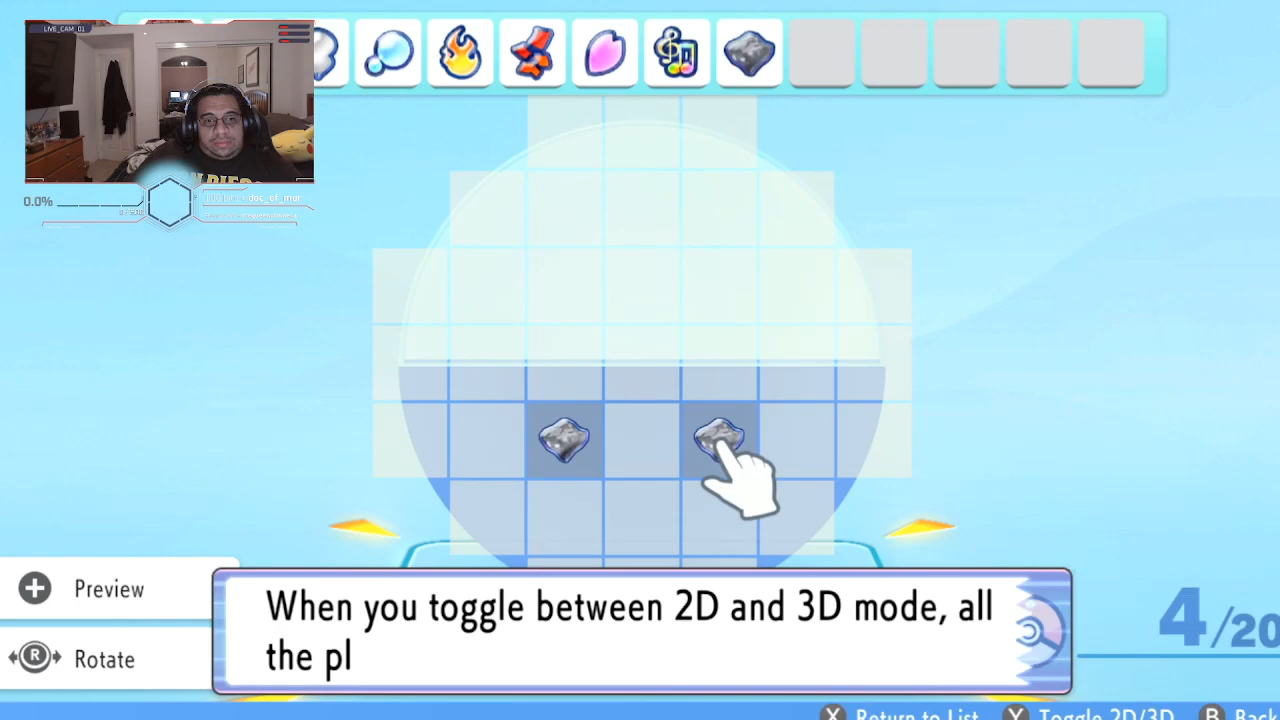 LIVE_CAM_01
0.0%
doc_of_mur
When you toggle between 2D and 3D mode, all
the pl
Preview
R
Rotate
4/20
X Return to List Y Toggle 2D/3D B Back